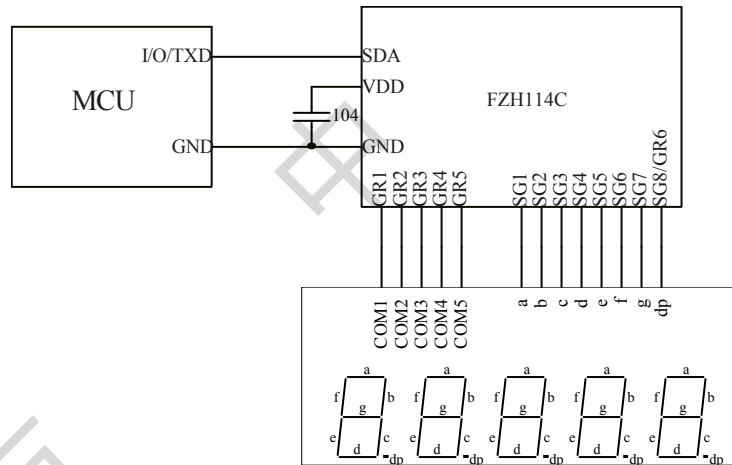 I/O/TXD
SDA
VDD
MCU
FZH114C
104
GND
GND
GR1
GR2
GR3
GR4
GR5
SG1
SG2
SG3
SG4
SG5
SG6
SG7
SG8/GR6
COM1
COM2
COM3
COM4
COM5
a
b
c
d
e
f
g
dp
a
f
b
g
e
c
d
dp
a
f
b
g
e
c
d
dp
a
f
b
g
e
c
d
dp
a
f
b
g
e
c
d
dp
a
f
b
g
e
c
d
dp